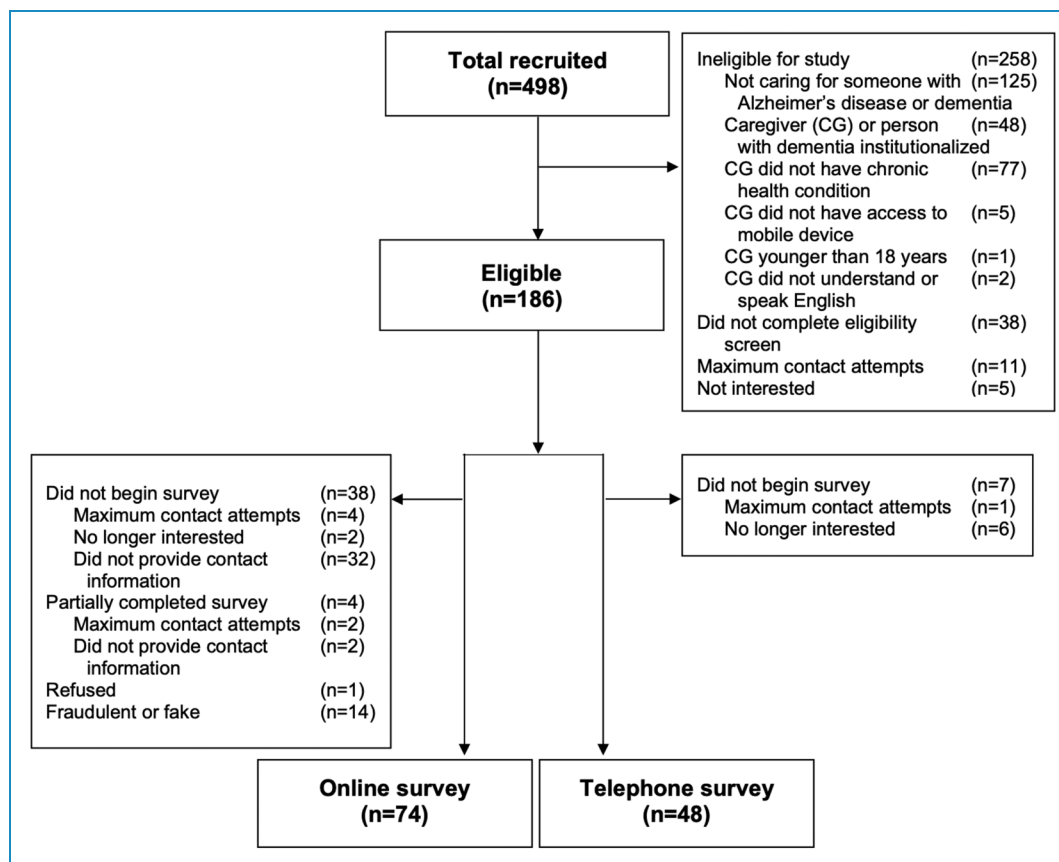 Total recruited
(n=498)
Ineligible for study (n=258)
Not caring for someone with (n=125)
Alzheimer's disease or dementia
Caregiver (CG) or person (n=48)
with dementia institutionalized
CG did not have chronic (n=77)
health condition
CG did not have access to (n=5)
mobile device
CG younger than 18 years (n=1)
CG did not understand or (n=2)
speak English
Did not complete eligibility (n=38)
screen
Maximum contact attempts (n=11)
Not interested (n=5)
Eligible
(n=186)
Did not begin survey (n=38)
Maximum contact attempts (n=4)
No longer interested (n=2)
Did not provide contact (n=32)
information
Partially completed survey (n=4)
Maximum contact attempts (n=2)
Did not provide contact (n=2)
information
Refused (n=1)
Fraudulent or fake (n=14)
Did not begin survey (n=7)
Maximum contact attempts (n=1)
No longer interested (n=6)
Online survey
(n=74)
Telephone survey
(n=48)